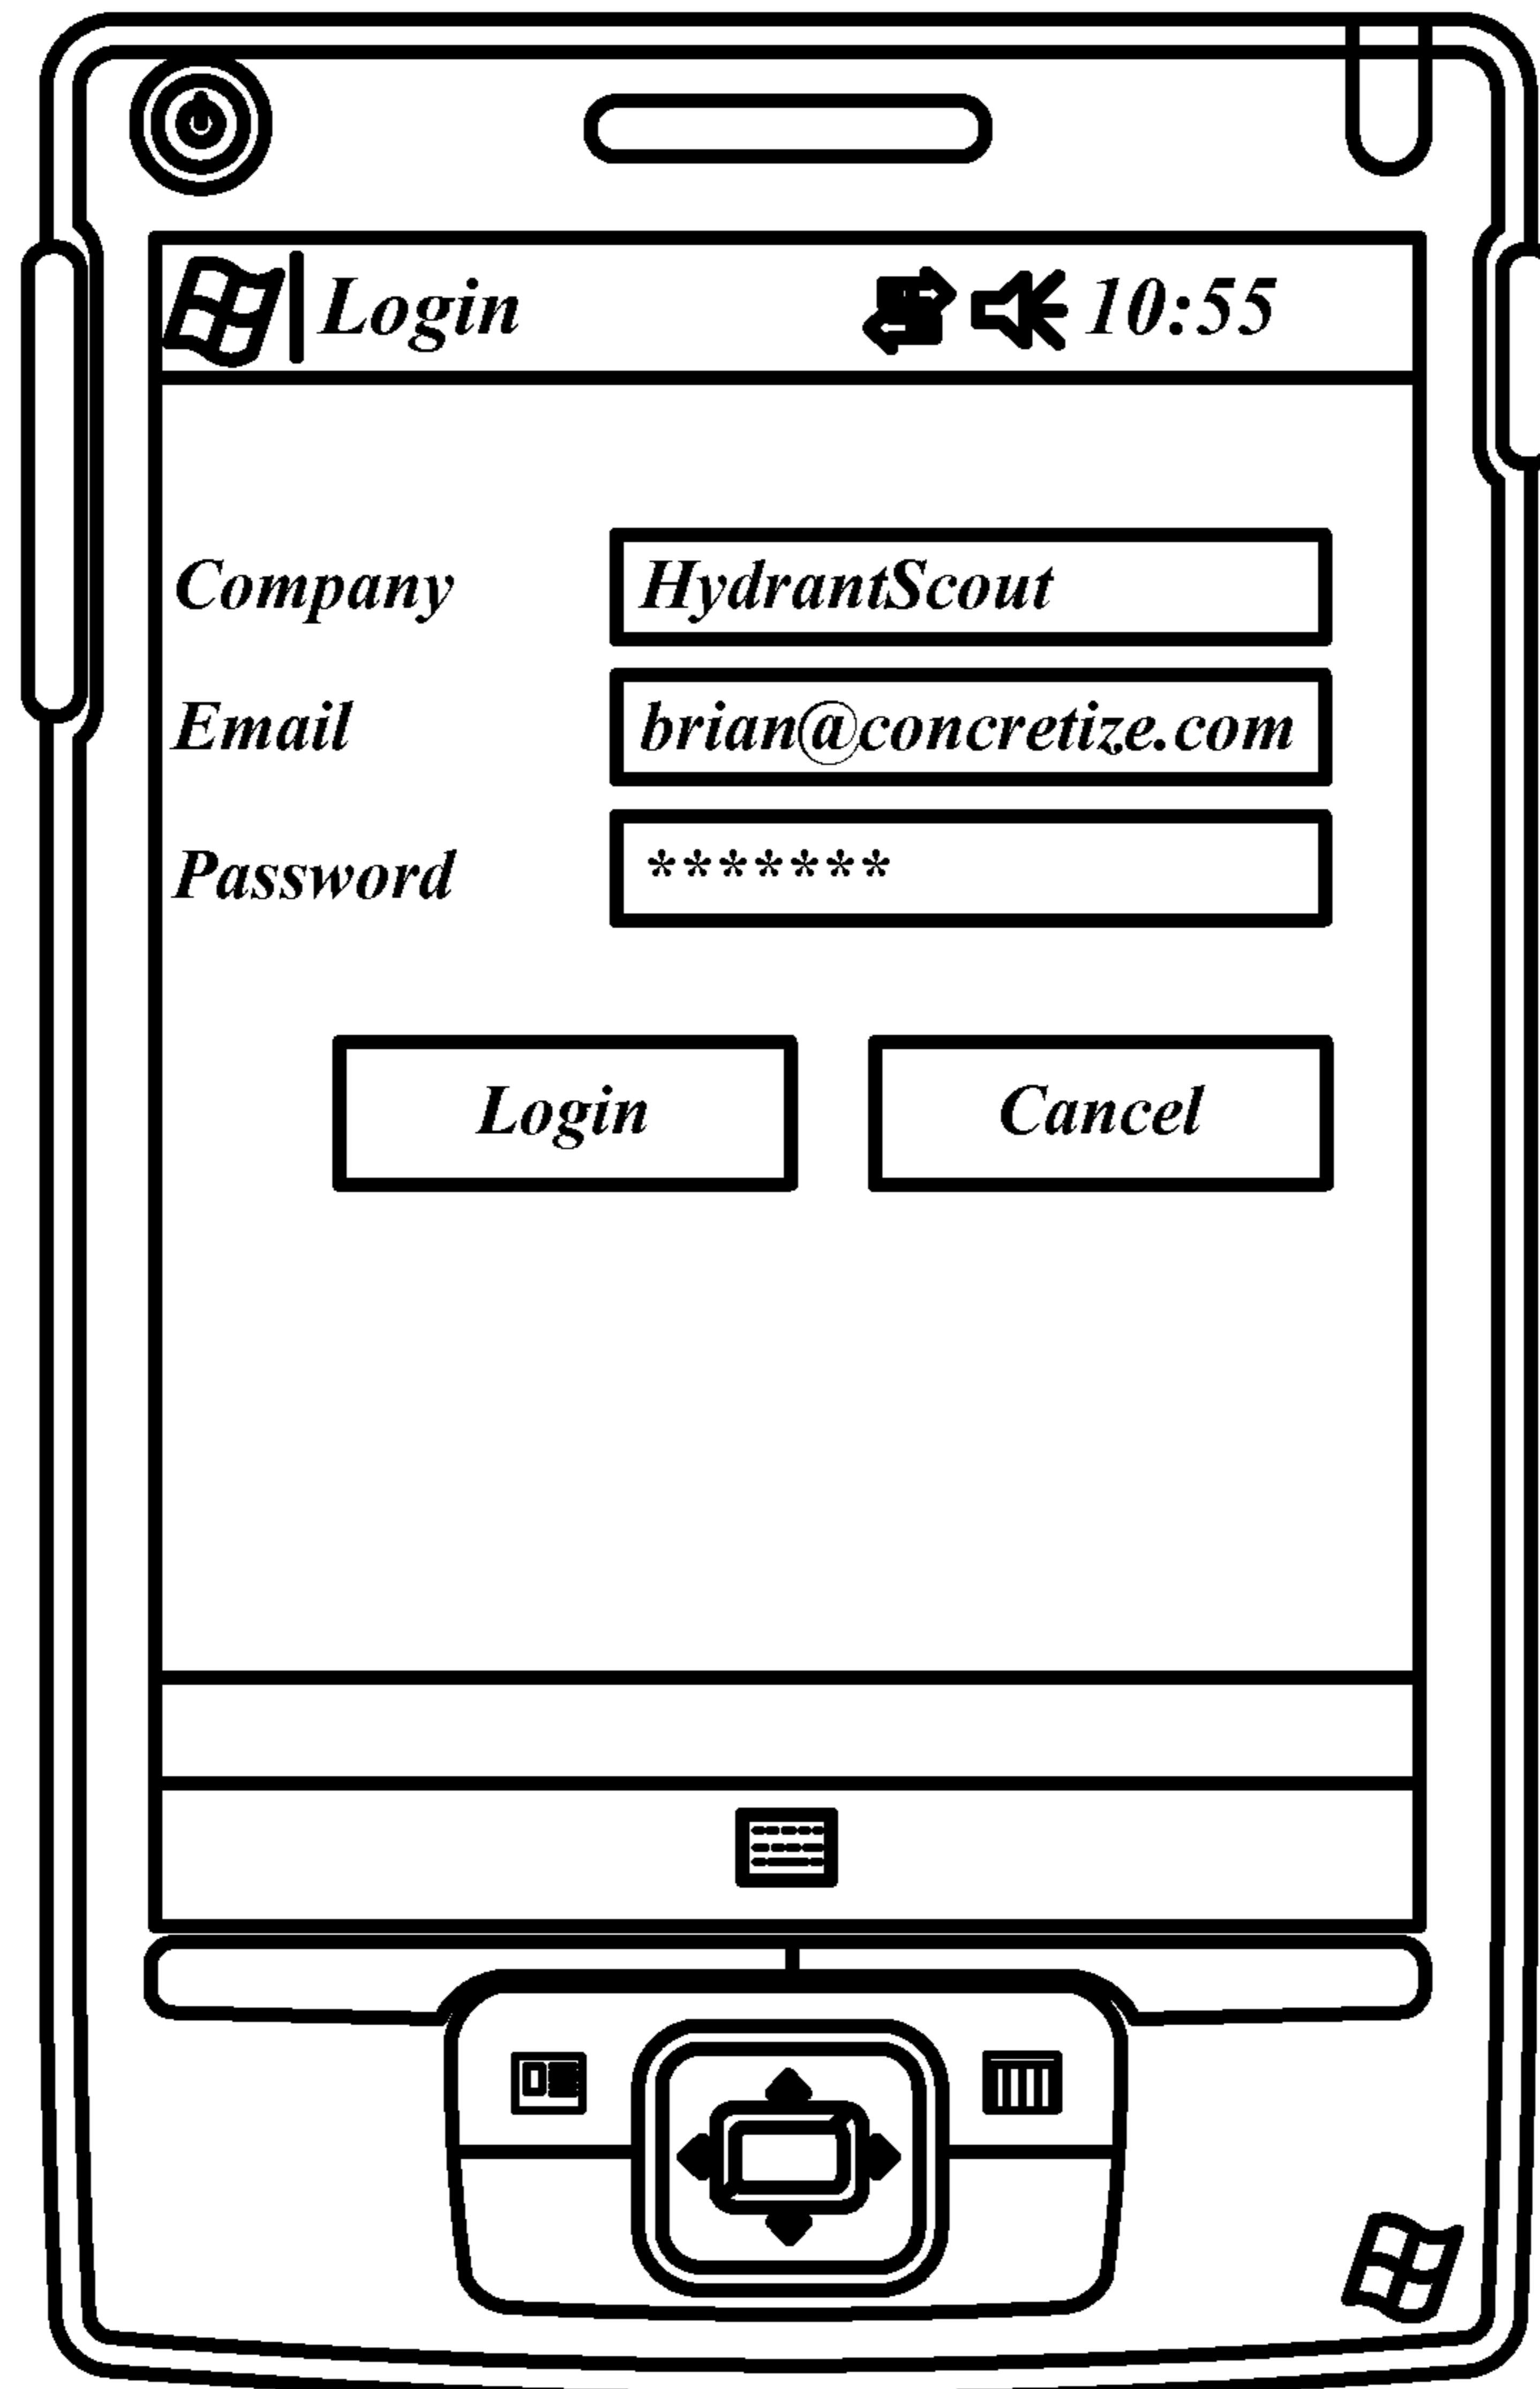 Login 10:55
Company HydrantScout
Email brian@concretize.com
Password *******
Login Cancel